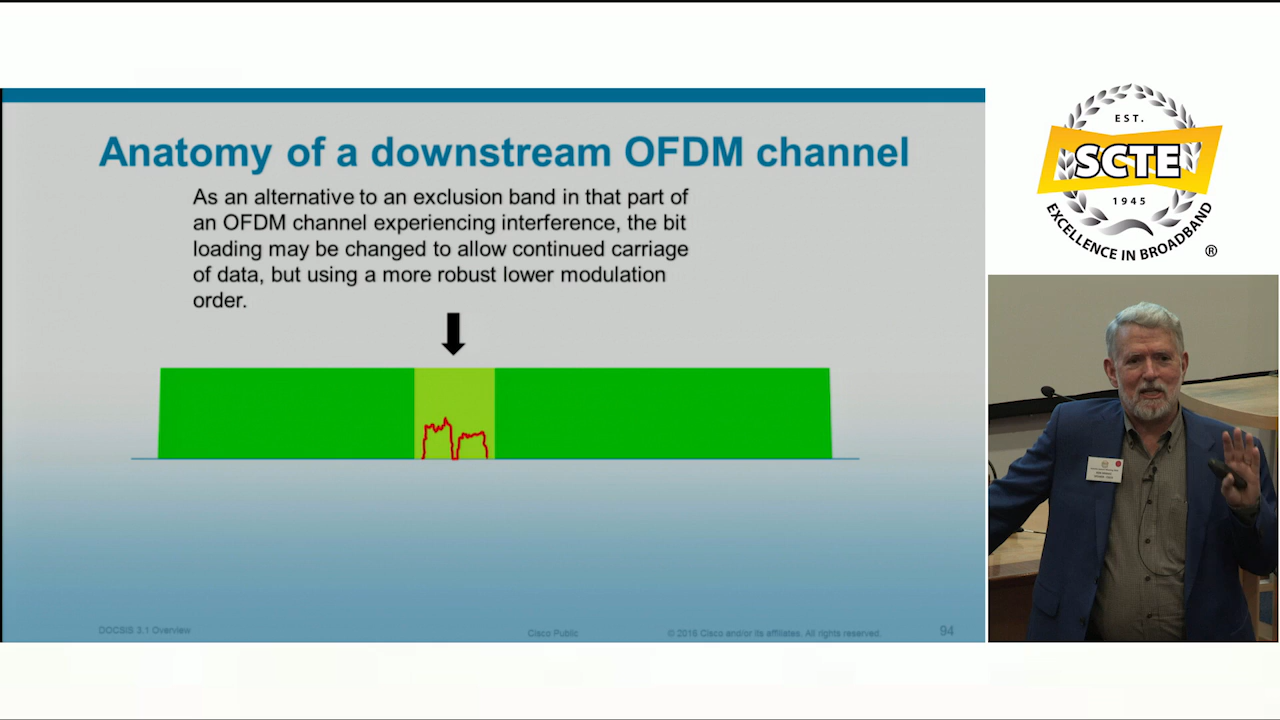 Anatomy of a downstream OFDM channel
As an alternative to an exclusion band in that part of
an OFDM channel experiencing interference, the bit
loading may be changed to allow continued carriage
of data, but using a more robust lower modulation
order.
DOCSIS 3.1 Overview
Cisco Public
© 2016 Cisco and/or its affiliates. All rights reserved.
94
EST.
SCTE
1945
EXCELLENCE IN BROADBAND
®